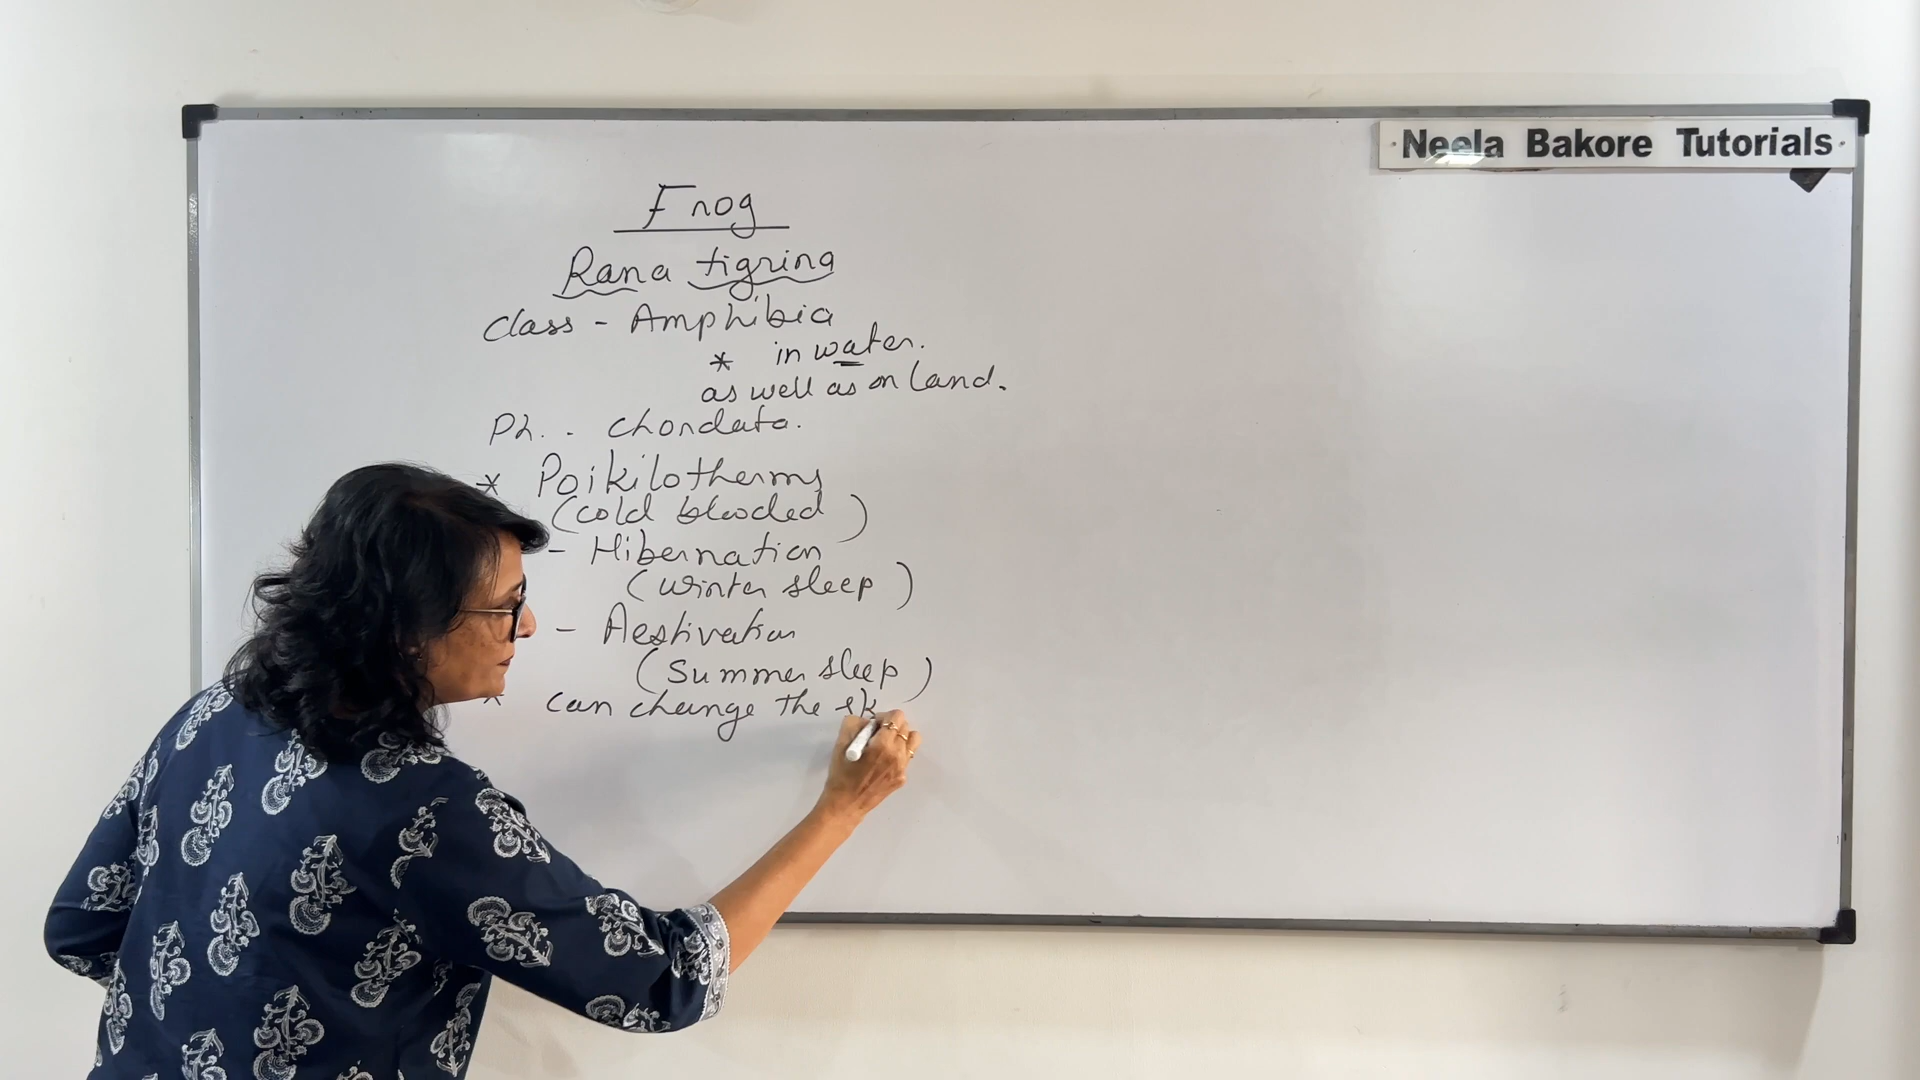 Neela Bakore Tutorials
Frog
Rana tigrina
class - Amphibia
* in water.
as well as on land.
Ph. - chordata.
* Poikilotherms
(cold blooded)
- Hibernation
(winter sleep)
- Aestivation
(Summer sleep)
* can change the sk